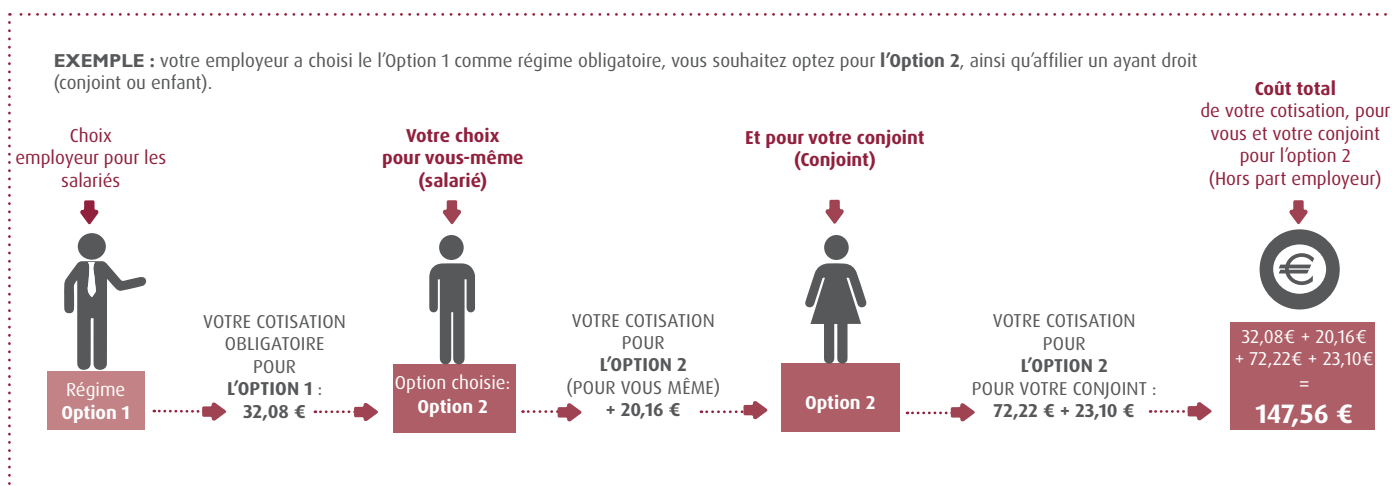 EXEMPLE : votre employeur a choisi le l'Option 1 comme régime obligatoire, vous souhaitez optez pour l'Option 2, ainsi qu'affilier un ayant droit
(conjoint ou enfant).
Choix
employeur pour les
salariés
Régime
Option 1
VOTRE COTISATION
OBLIGATOIRE
POUR
L'OPTION 1 :
32,08 €
Votre choix
pour vous-même
(salarié)
Option choisie:
Option 2
VOTRE COTISATION
POUR
L'OPTION 2
(POUR VOUS MÊME)
+ 20,16 €
Et pour votre conjoint
(Conjoint)
Option 2
VOTRE COTISATION
POUR
L'OPTION 2
POUR VOTRE CONJOINT :
72,22 € + 23,10 €
Coût total
de votre cotisation, pour
vous et votre conjoint
pour l'option 2
(Hors part employeur)
€
32,08€ + 20,16€
+ 72,22€ + 23,10€
=
147,56 €